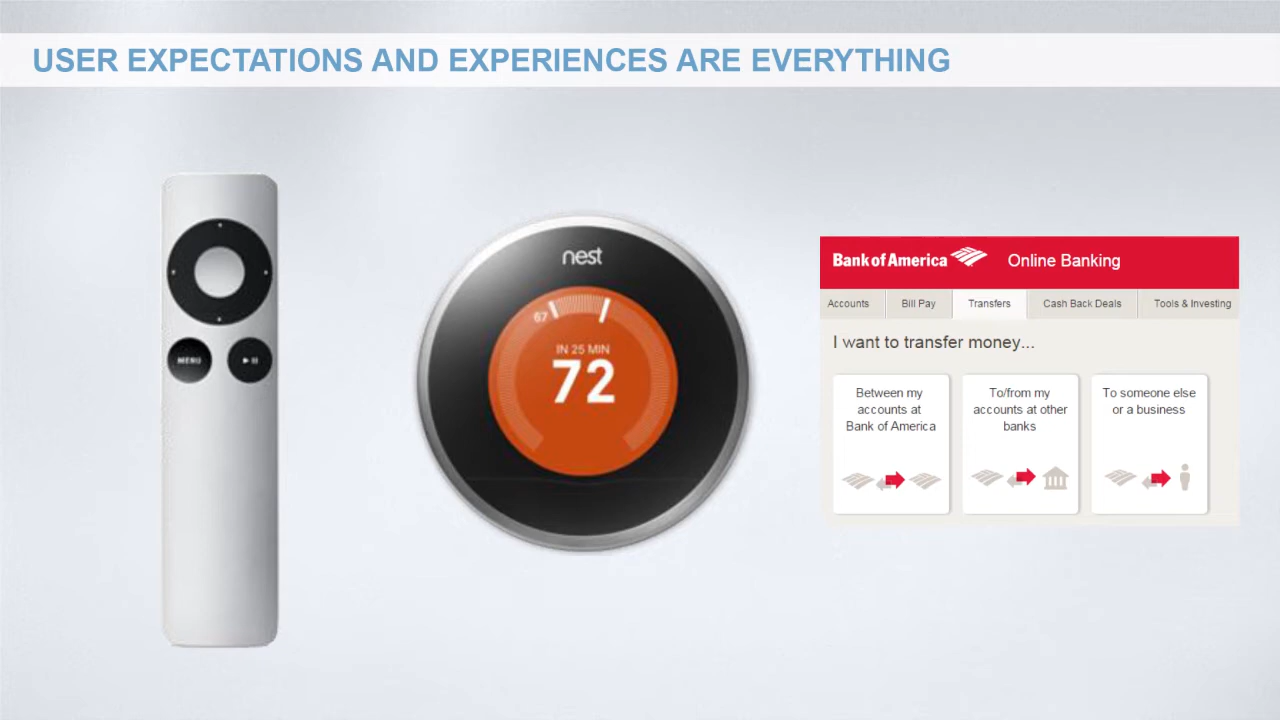 USER EXPECTATIONS AND EXPERIENCES ARE EVERYTHING
MENU
nest
67
IN 25 MIN
72
Bank of America Online Banking
Accounts Bill Pay Transfers Cash Back Deals Tools & Investing
I want to transfer money...
Between my
accounts at
Bank of America
To/from my
accounts at other
banks
To someone else
or a business